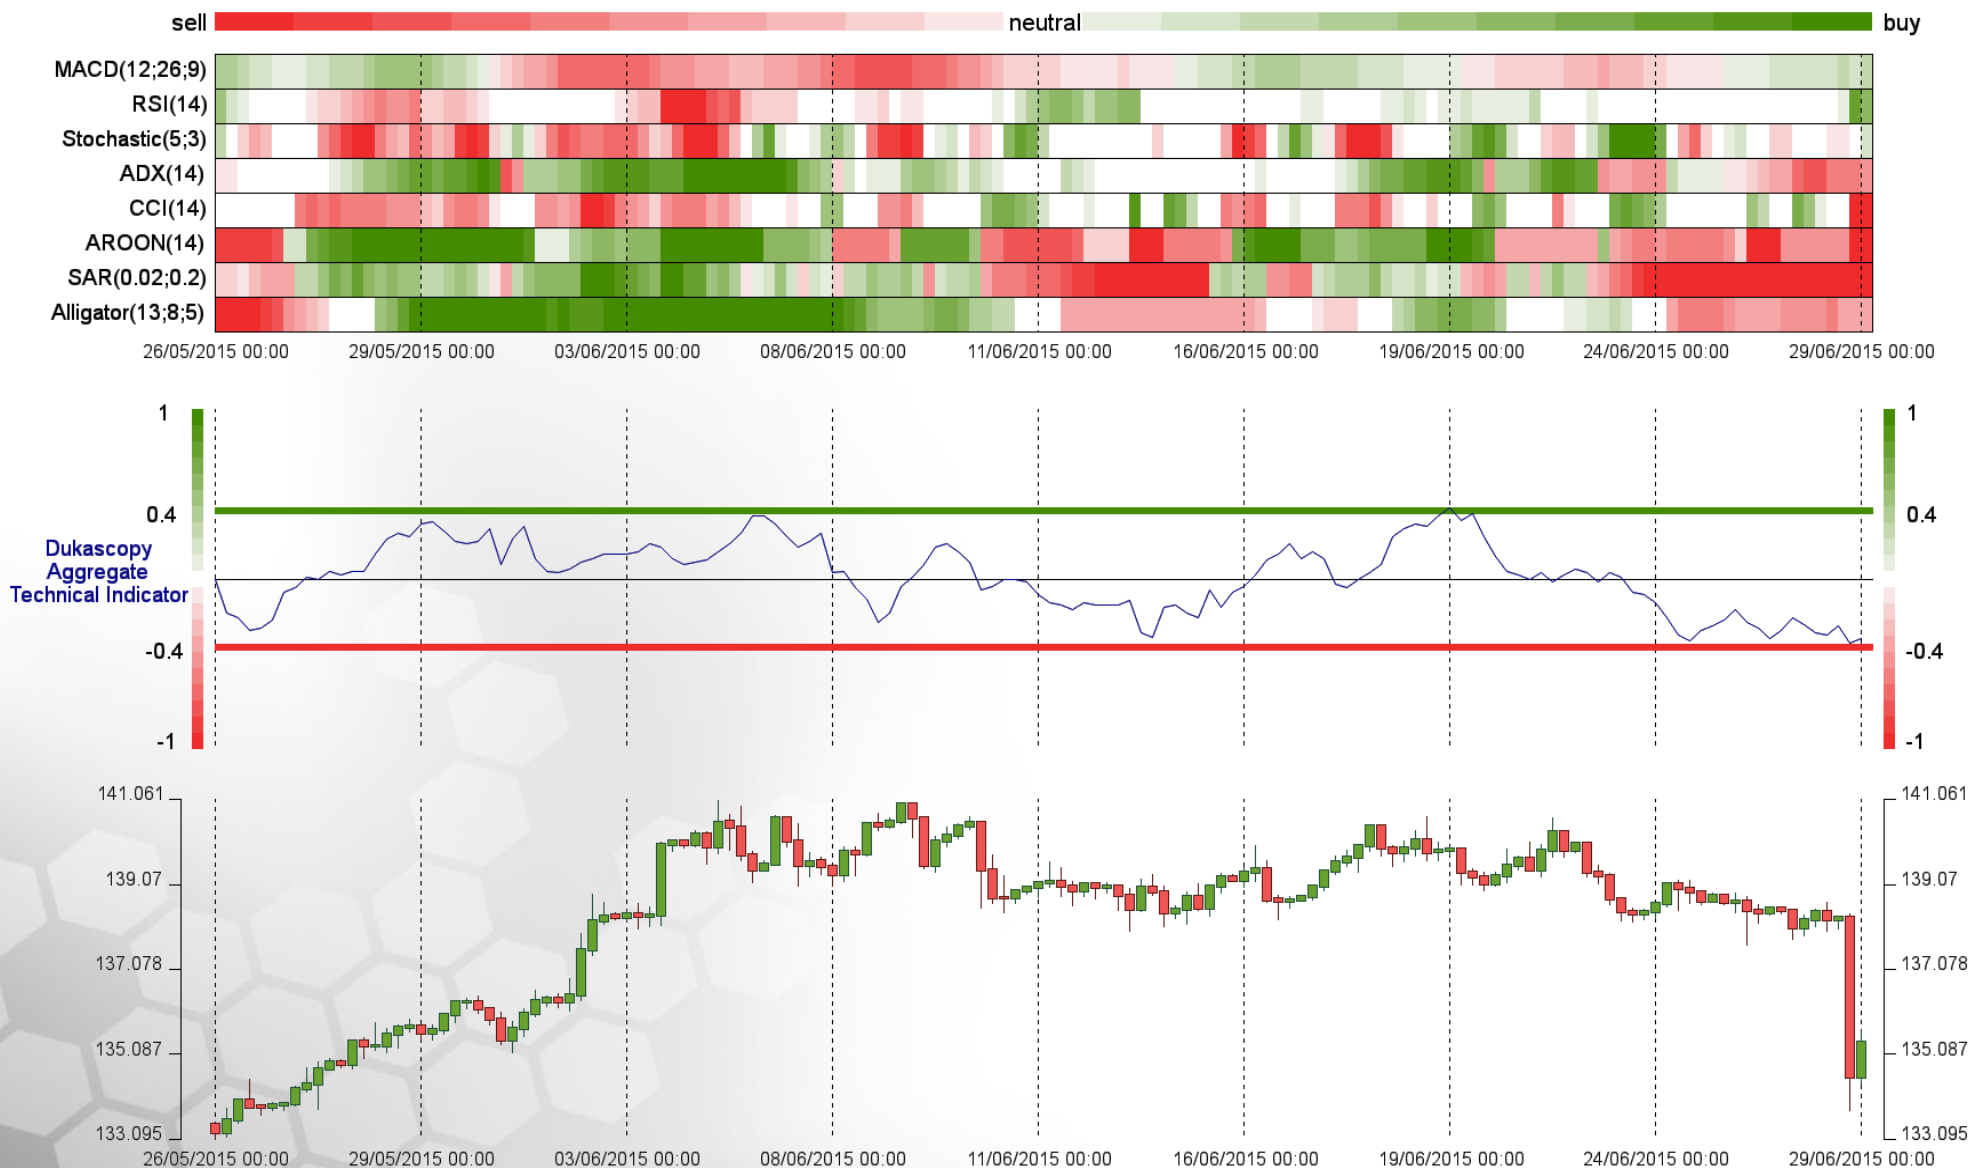 sell neutral buy
MACD(12;26;9)
RSI(14)
Stochastic(5;3)
ADX(14)
CCI(14)
AROON(14)
SAR(0.02;0.2)
Alligator(13;8;5)
26/05/2015 00:00 29/05/2015 00:00 03/06/2015 00:00 08/06/2015 00:00 11/06/2015 00:00 16/06/2015 00:00 19/06/2015 00:00 24/06/2015 00:00 29/06/2015 00:00
1 1
0.4 0.4
Dukascopy
Aggregate
Technical Indicator
-0.4 -0.4
-1 -1
141.061 141.061
139.07 139.07
137.078 137.078
135.087 135.087
133.095 133.095
26/05/2015 00:00 29/05/2015 00:00 03/06/2015 00:00 08/06/2015 00:00 11/06/2015 00:00 16/06/2015 00:00 19/06/2015 00:00 24/06/2015 00:00 29/06/2015 00:00